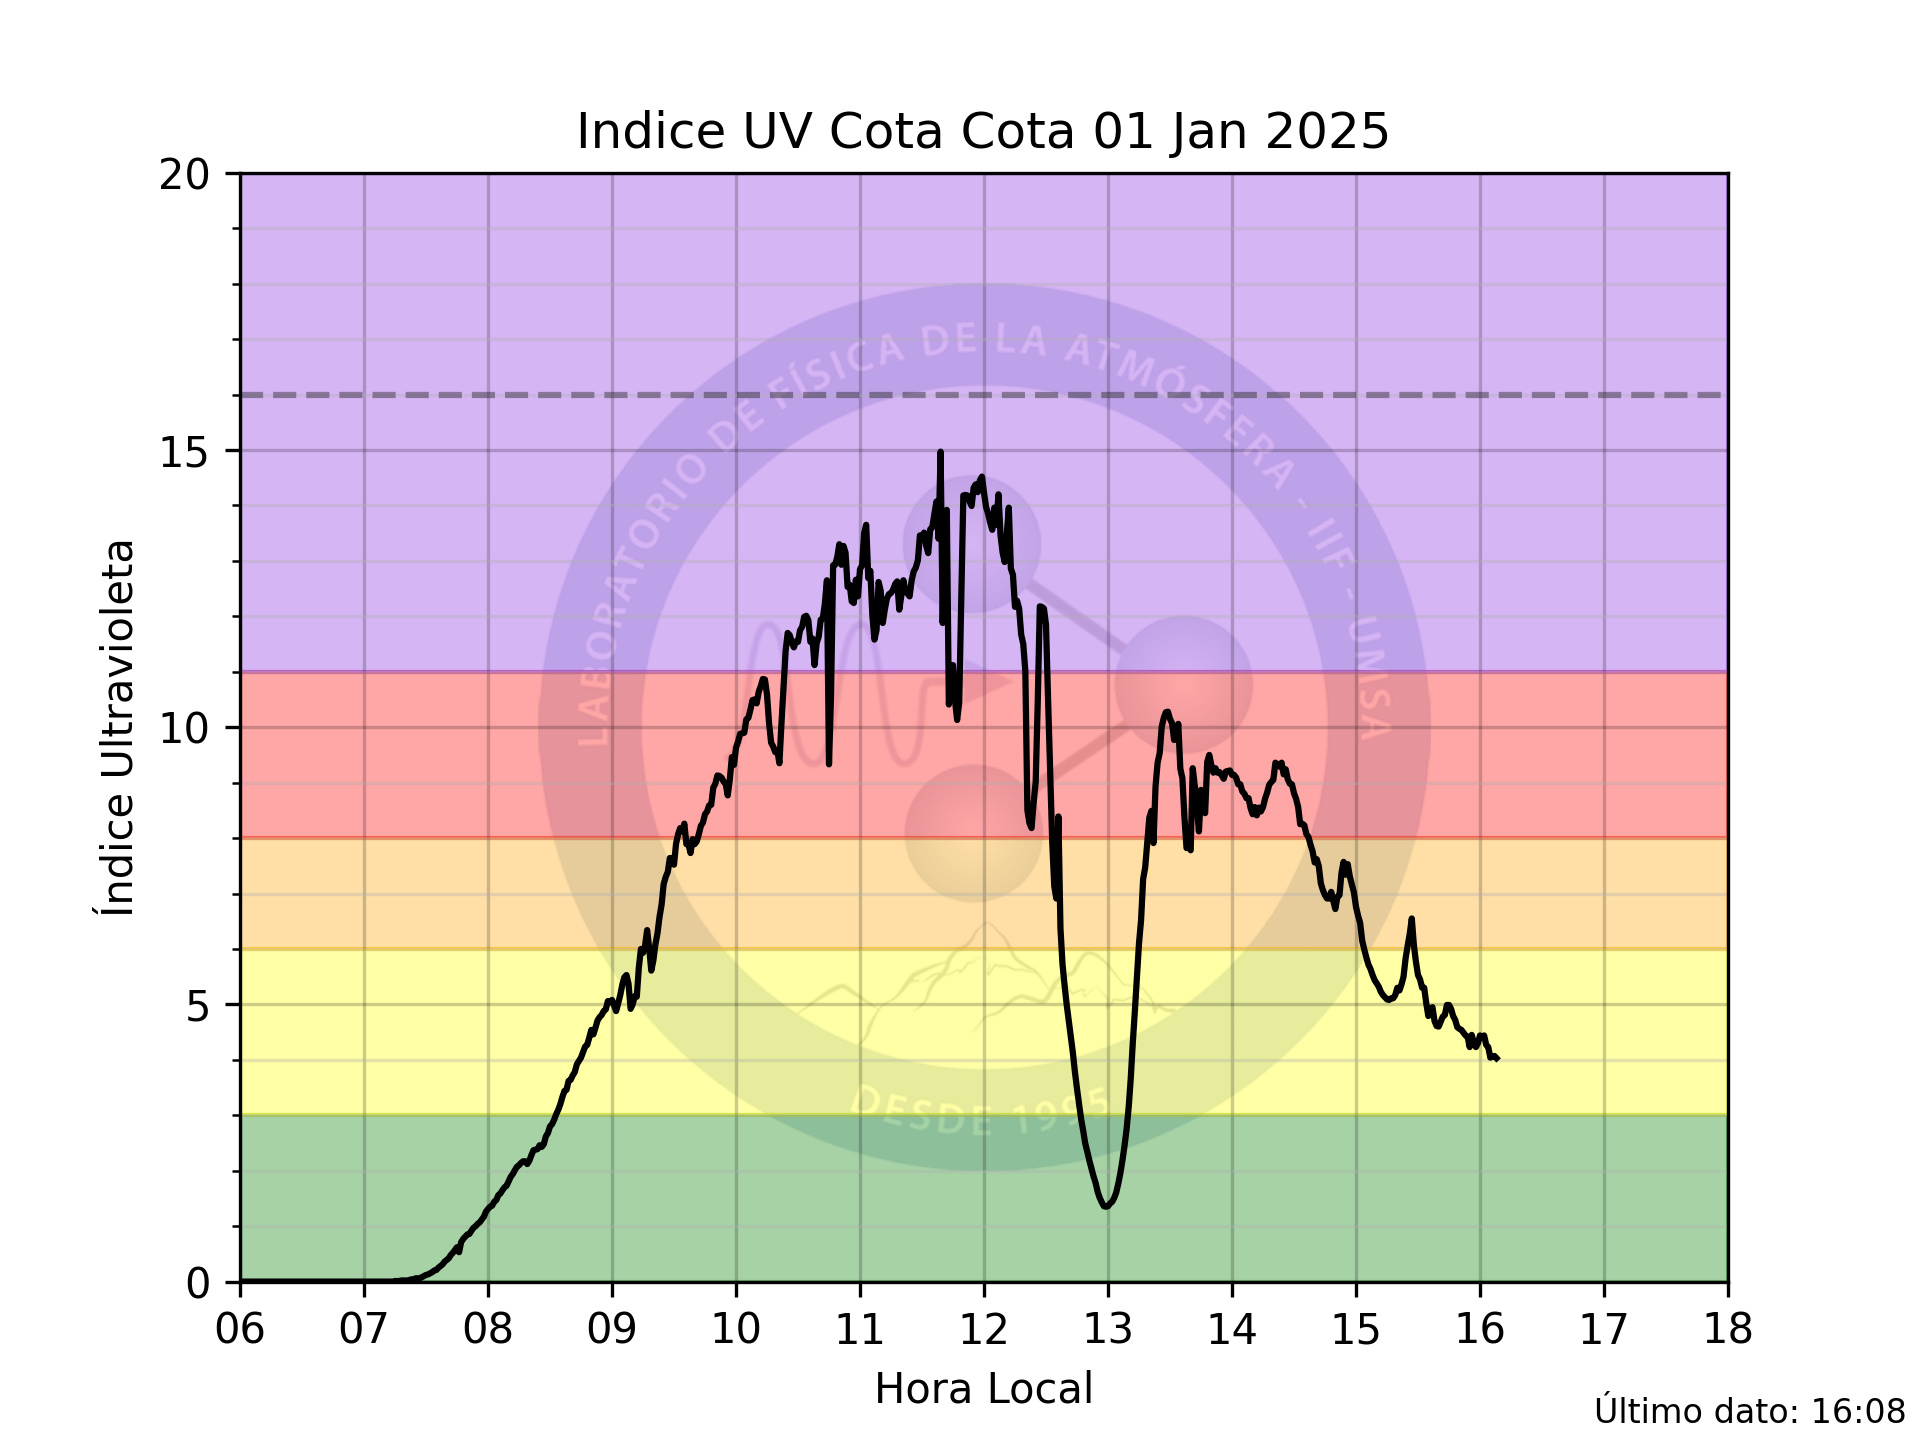 Indice UV Cota Cota 01 Jan 2025
20
15
10
5
0
Índice Ultravioleta
LABORATORIO DE FÍSICA DE LA ATMÓSFERA - IIF - UMSA
DESDE 1995
06 07 08 09 10 11 12 13 14 15 16 17 18
Hora Local
Último dato: 16:08